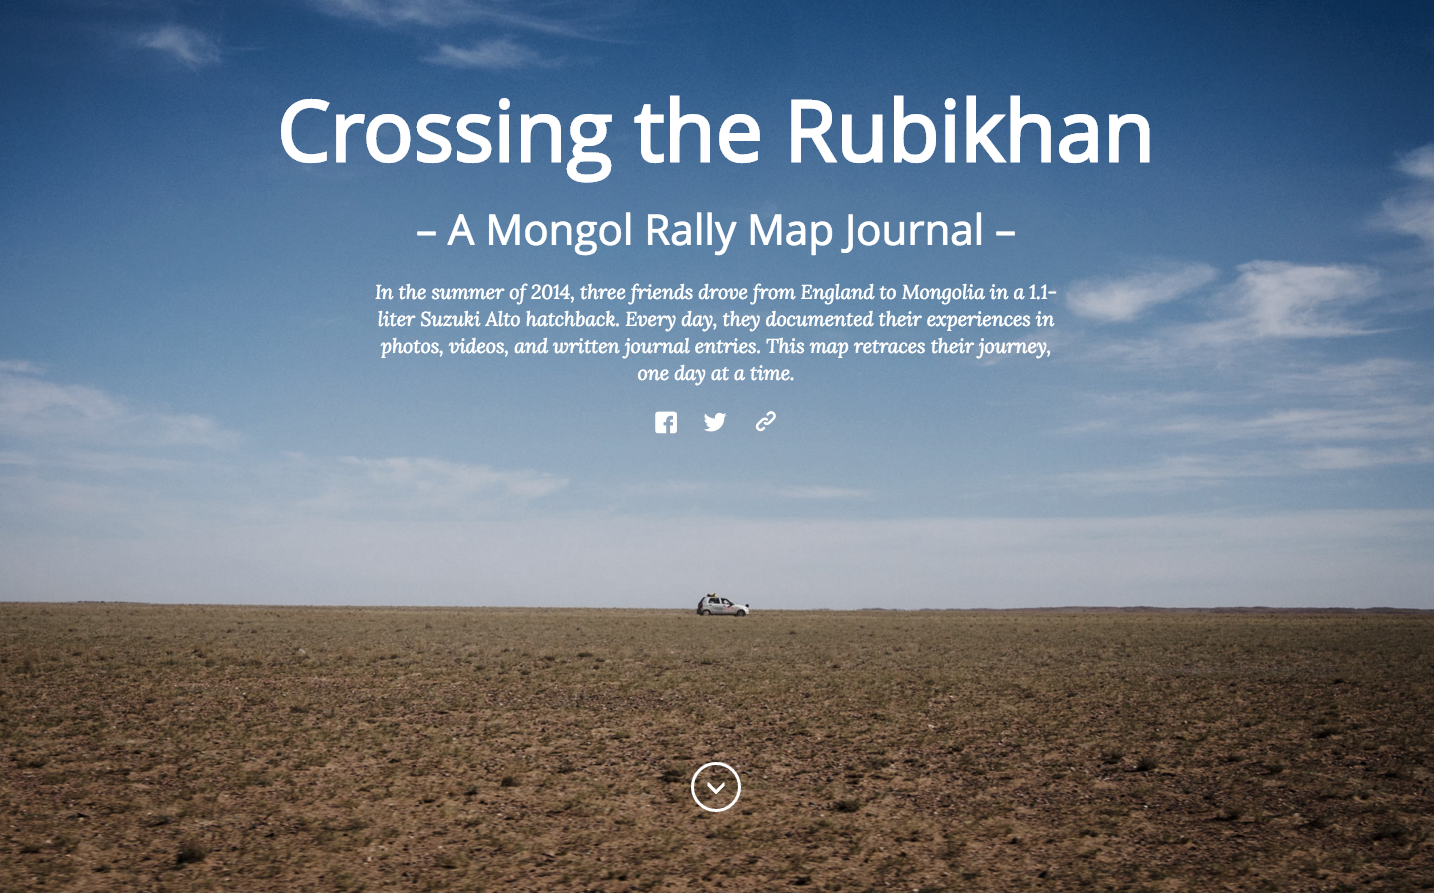 Crossing the Rubikhan
– A Mongol Rally Map Journal –
In the summer of 2014, three friends drove from England to Mongolia in a 1.1-
liter Suzuki Alto hatchback. Every day, they documented their experiences in
photos, videos, and written journal entries. This map retraces their journey,
one day at a time.